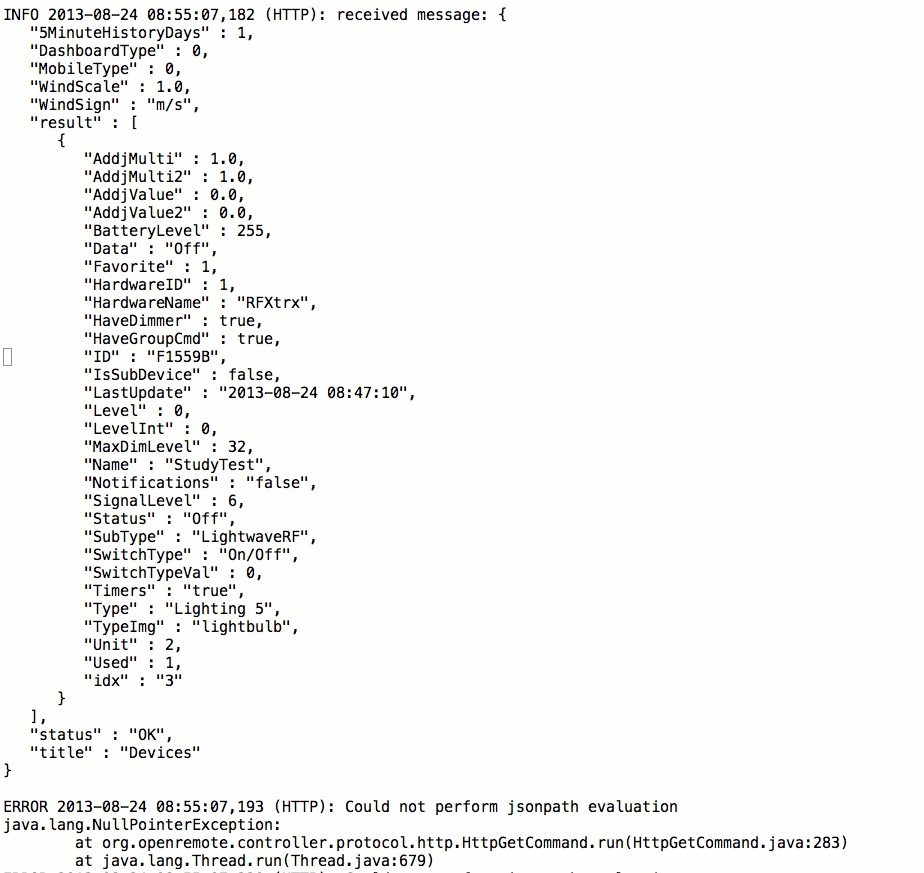 INFO 2013-08-24 08:55:07,182 (HTTP): received message: {
"5MinuteHistoryDays" : 1,
"DashboardType" : 0,
"MobileType" : 0,
"WindScale" : 1.0,
"WindSign" : "m/s",
"result" : [
{
"AddjMulti" : 1.0,
"AddjMulti2" : 1.0,
"AddjValue" : 0.0,
"AddjValue2" : 0.0,
"BatteryLevel" : 255,
"Data" : "Off",
"Favorite" : 1,
"HardwareID" : 1,
"HardwareName" : "RFXtrx",
"HaveDimmer" : true,
"HaveGroupCmd" : true,
"ID" : "F1559B",
"IsSubDevice" : false,
"LastUpdate" : "2013-08-24 08:47:10",
"Level" : 0,
"LevelInt" : 0,
"MaxDimLevel" : 32,
"Name" : "StudyTest",
"Notifications" : "false",
"SignalLevel" : 6,
"Status" : "Off",
"SubType" : "LightwaveRF",
"SwitchType" : "On/Off",
"SwitchTypeVal" : 0,
"Timers" : "true",
"Type" : "Lighting 5",
"TypeImg" : "lightbulb",
"Unit" : 2,
"Used" : 1,
"idx" : "3"
}
],
"status" : "OK",
"title" : "Devices"
}
ERROR 2013-08-24 08:55:07,193 (HTTP): Could not perform jsonpath evaluation
java.lang.NullPointerException:
at org.openremote.controller.protocol.http.HttpGetCommand.run(HttpGetCommand.java:283)
at java.lang.Thread.run(Thread.java:679)